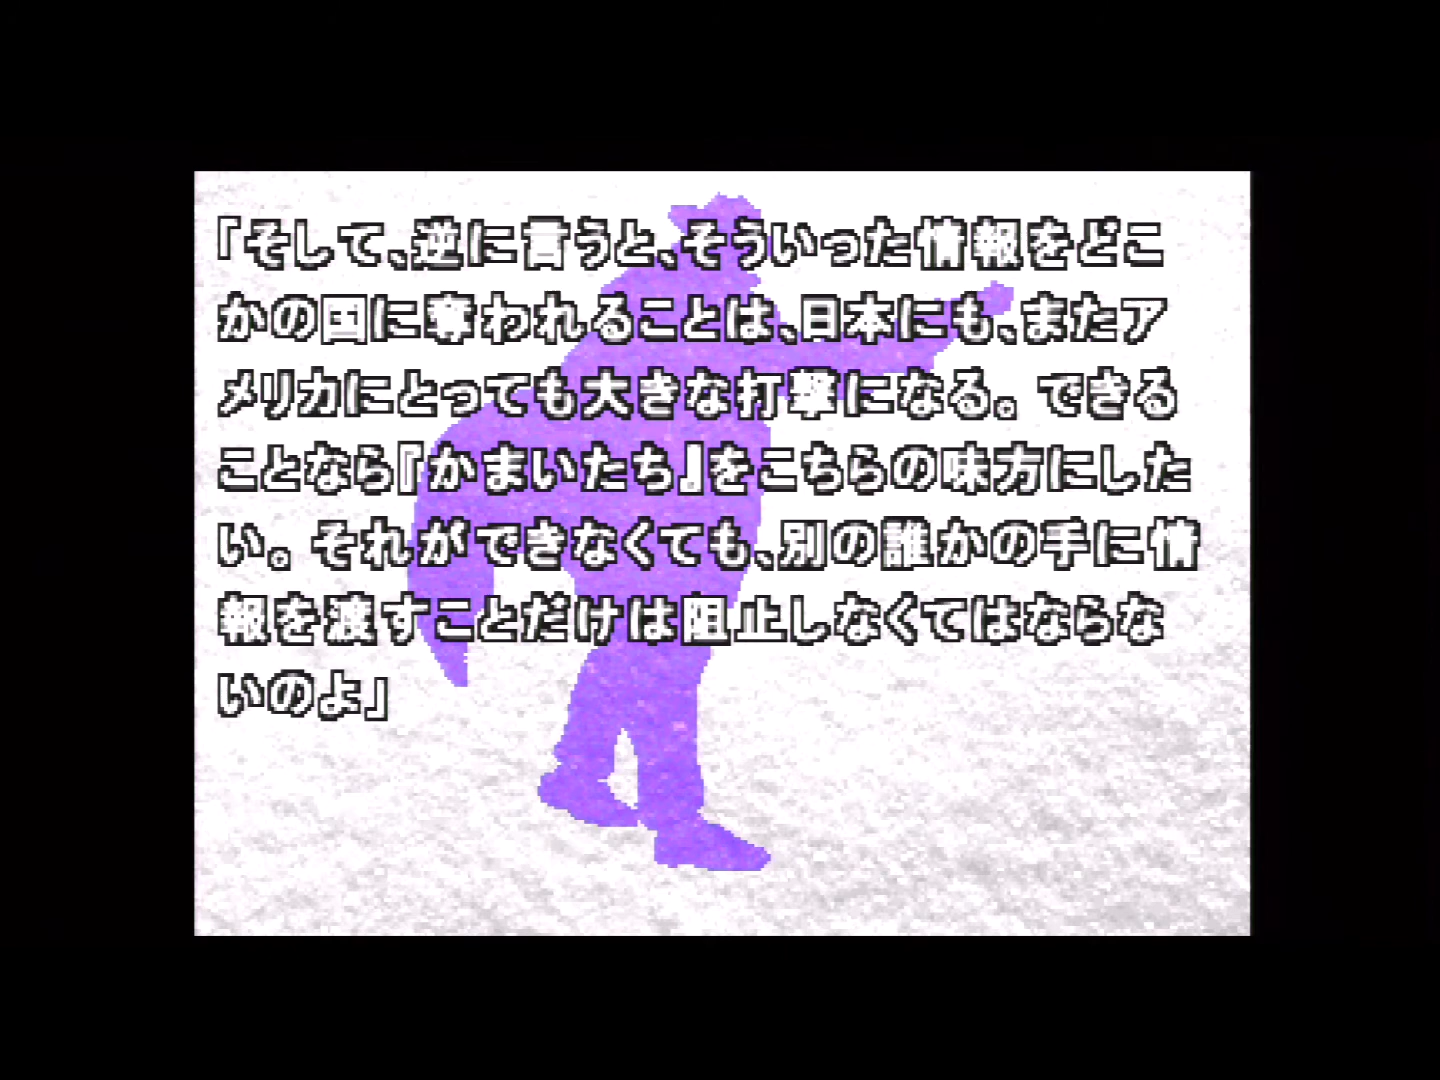 「そして、逆に言うと、そういった情報をどこ
かの国に奪われることは、日本にも、またア
メリカにとっても大きな打撃になる。できる
ことなら『かまいたち』をこちらの味方にした
い。それができなくても、別の誰かの手に情
報を渡すことだけは阻止しなくてはならな
いのよ」